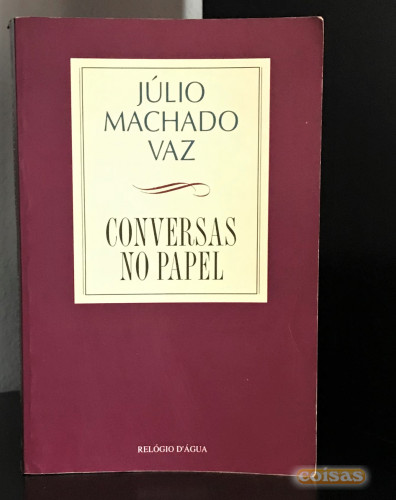 JÚLIO
MACHADO
VAZ
CONVERSAS
NO PAPEL
RELÓGIO D'ÁGUA
coisas